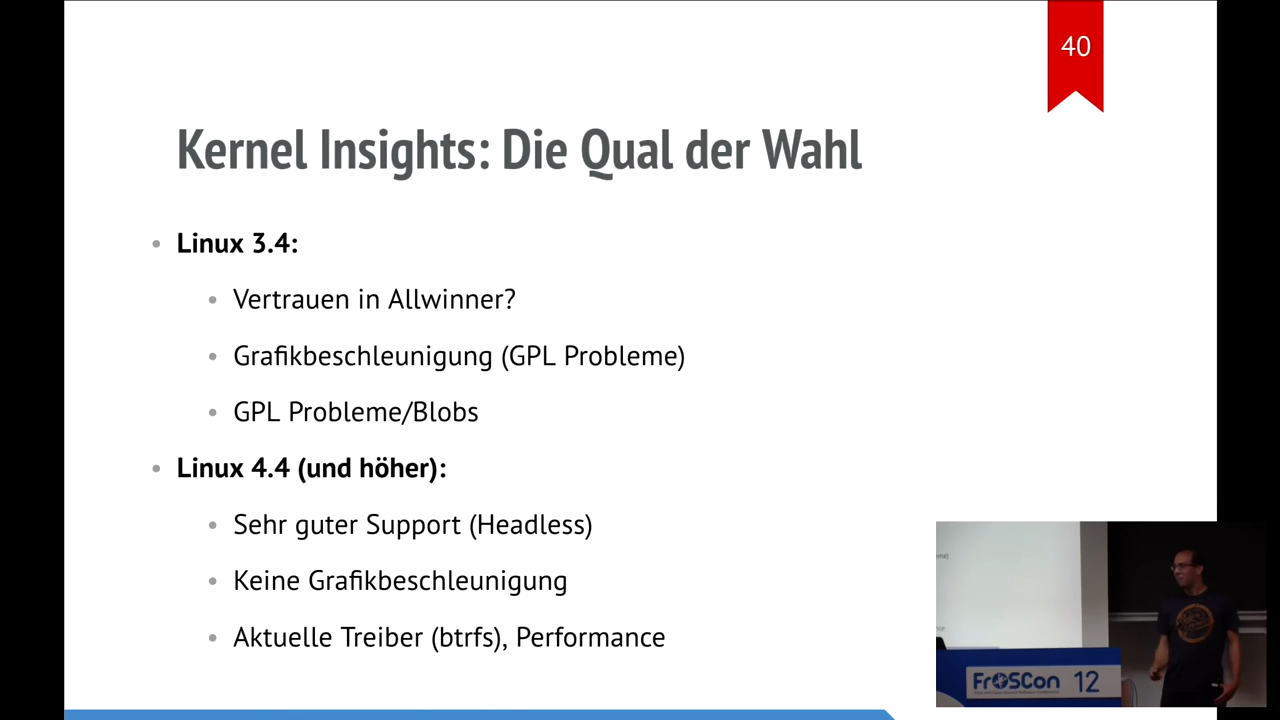 40
Kernel Insights: Die Qual der Wahl
Linux 3.4:
Vertrauen in Allwinner?
Grafikbeschleunigung (GPL Probleme)
GPL Probleme/Blobs
Linux 4.4 (und höher):
Sehr guter Support (Headless)
Keine Grafikbeschleunigung
Aktuelle Treiber (btrfs), Performance
FrOSCon 12